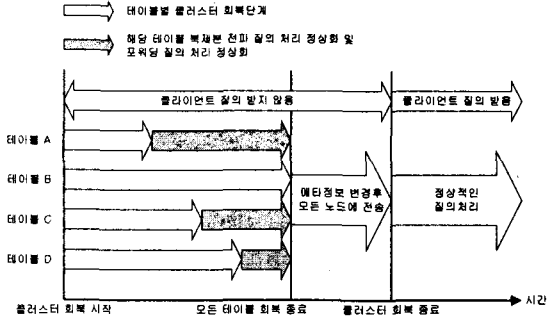 테이블별 클러스터 회복단계
해당 테이블 복제본 전파 질의 처리 정상화 및
포워딩 질의 처리 정상화
클라이언트 질의 받지 않음
클라이언트 질의 받음
테이블 A
테이블 B
테이블 C
테이블 D
메타정보 변경후
모든 노드에 전송
정상적인
질의처리
시간
클러스터 회복 시작
모든 테이블 회복 종료
클러스터 회복 종료